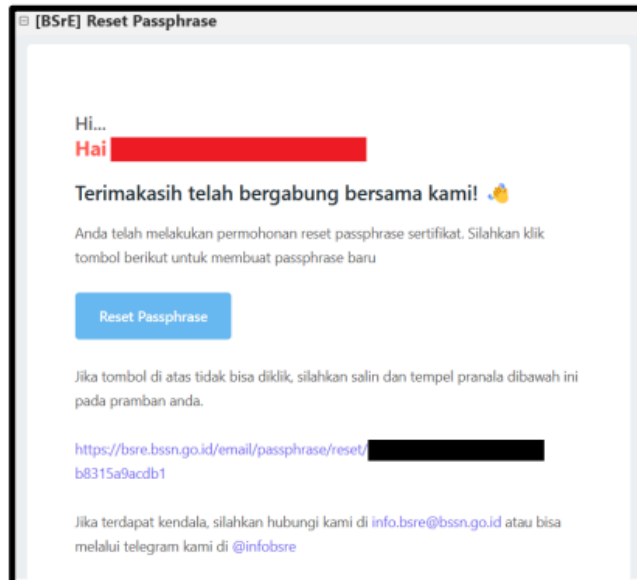 [BSrE] Reset Passphrase
Hi...
Hai
Terimakasih telah bergabung bersama kami! 👋
Anda telah melakukan permohonan reset passphrase sertifikat. Silahkan klik
tombol berikut untuk membuat passphrase baru
Reset Passphrase
Jika tombol di atas tidak bisa diklik, silahkan salin dan tempel pranala dibawah ini
pada pramban anda.
https://bsre.bssn.go.id/email/passphrase/reset/
b8315a9acdb1
Jika terdapat kendala, silahkan hubungi kami di info.bsre@bssn.go.id atau bisa
melalui telegram kami di @infobsre